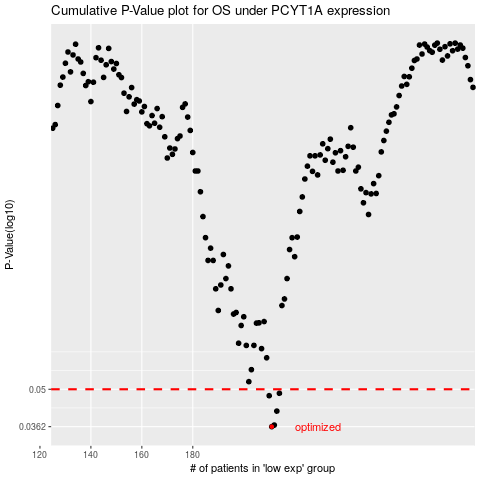 Cumulative P-Value plot for OS under PCYT1A expression
P-Value(log10)
0.05
0.0362
optimized
120 140 160 180
# of patients in 'low exp' group